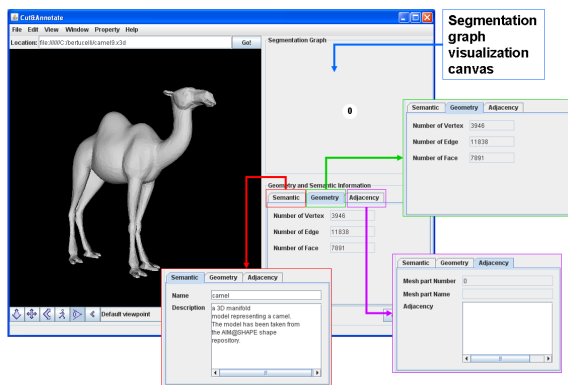 Cut&Annotate
File Edit View Window Property Help
Location: file://///C:/bertucelli/camel9.x3d Go!
Segmentation Graph
0
Segmentation
graph
visualization
canvas
Semantic Geometry Adjacency
Number of Vertex 3946
Number of Edge 11838
Number of Face 7891
Geometry and Semantic Information
Semantic Geometry Adjacency
Number of Vertex 3946
Number of Edge 11838
Number of Face 7891
Default viewpoint
Semantic Geometry Adjacency
Name camel
Description a 3D manifold
model representing a camel.
The model has been taken from
the AIM@SHAPE shape
repository.
Semantic Geometry Adjacency
Mesh part Number 0
Mesh part Name
Adjacency